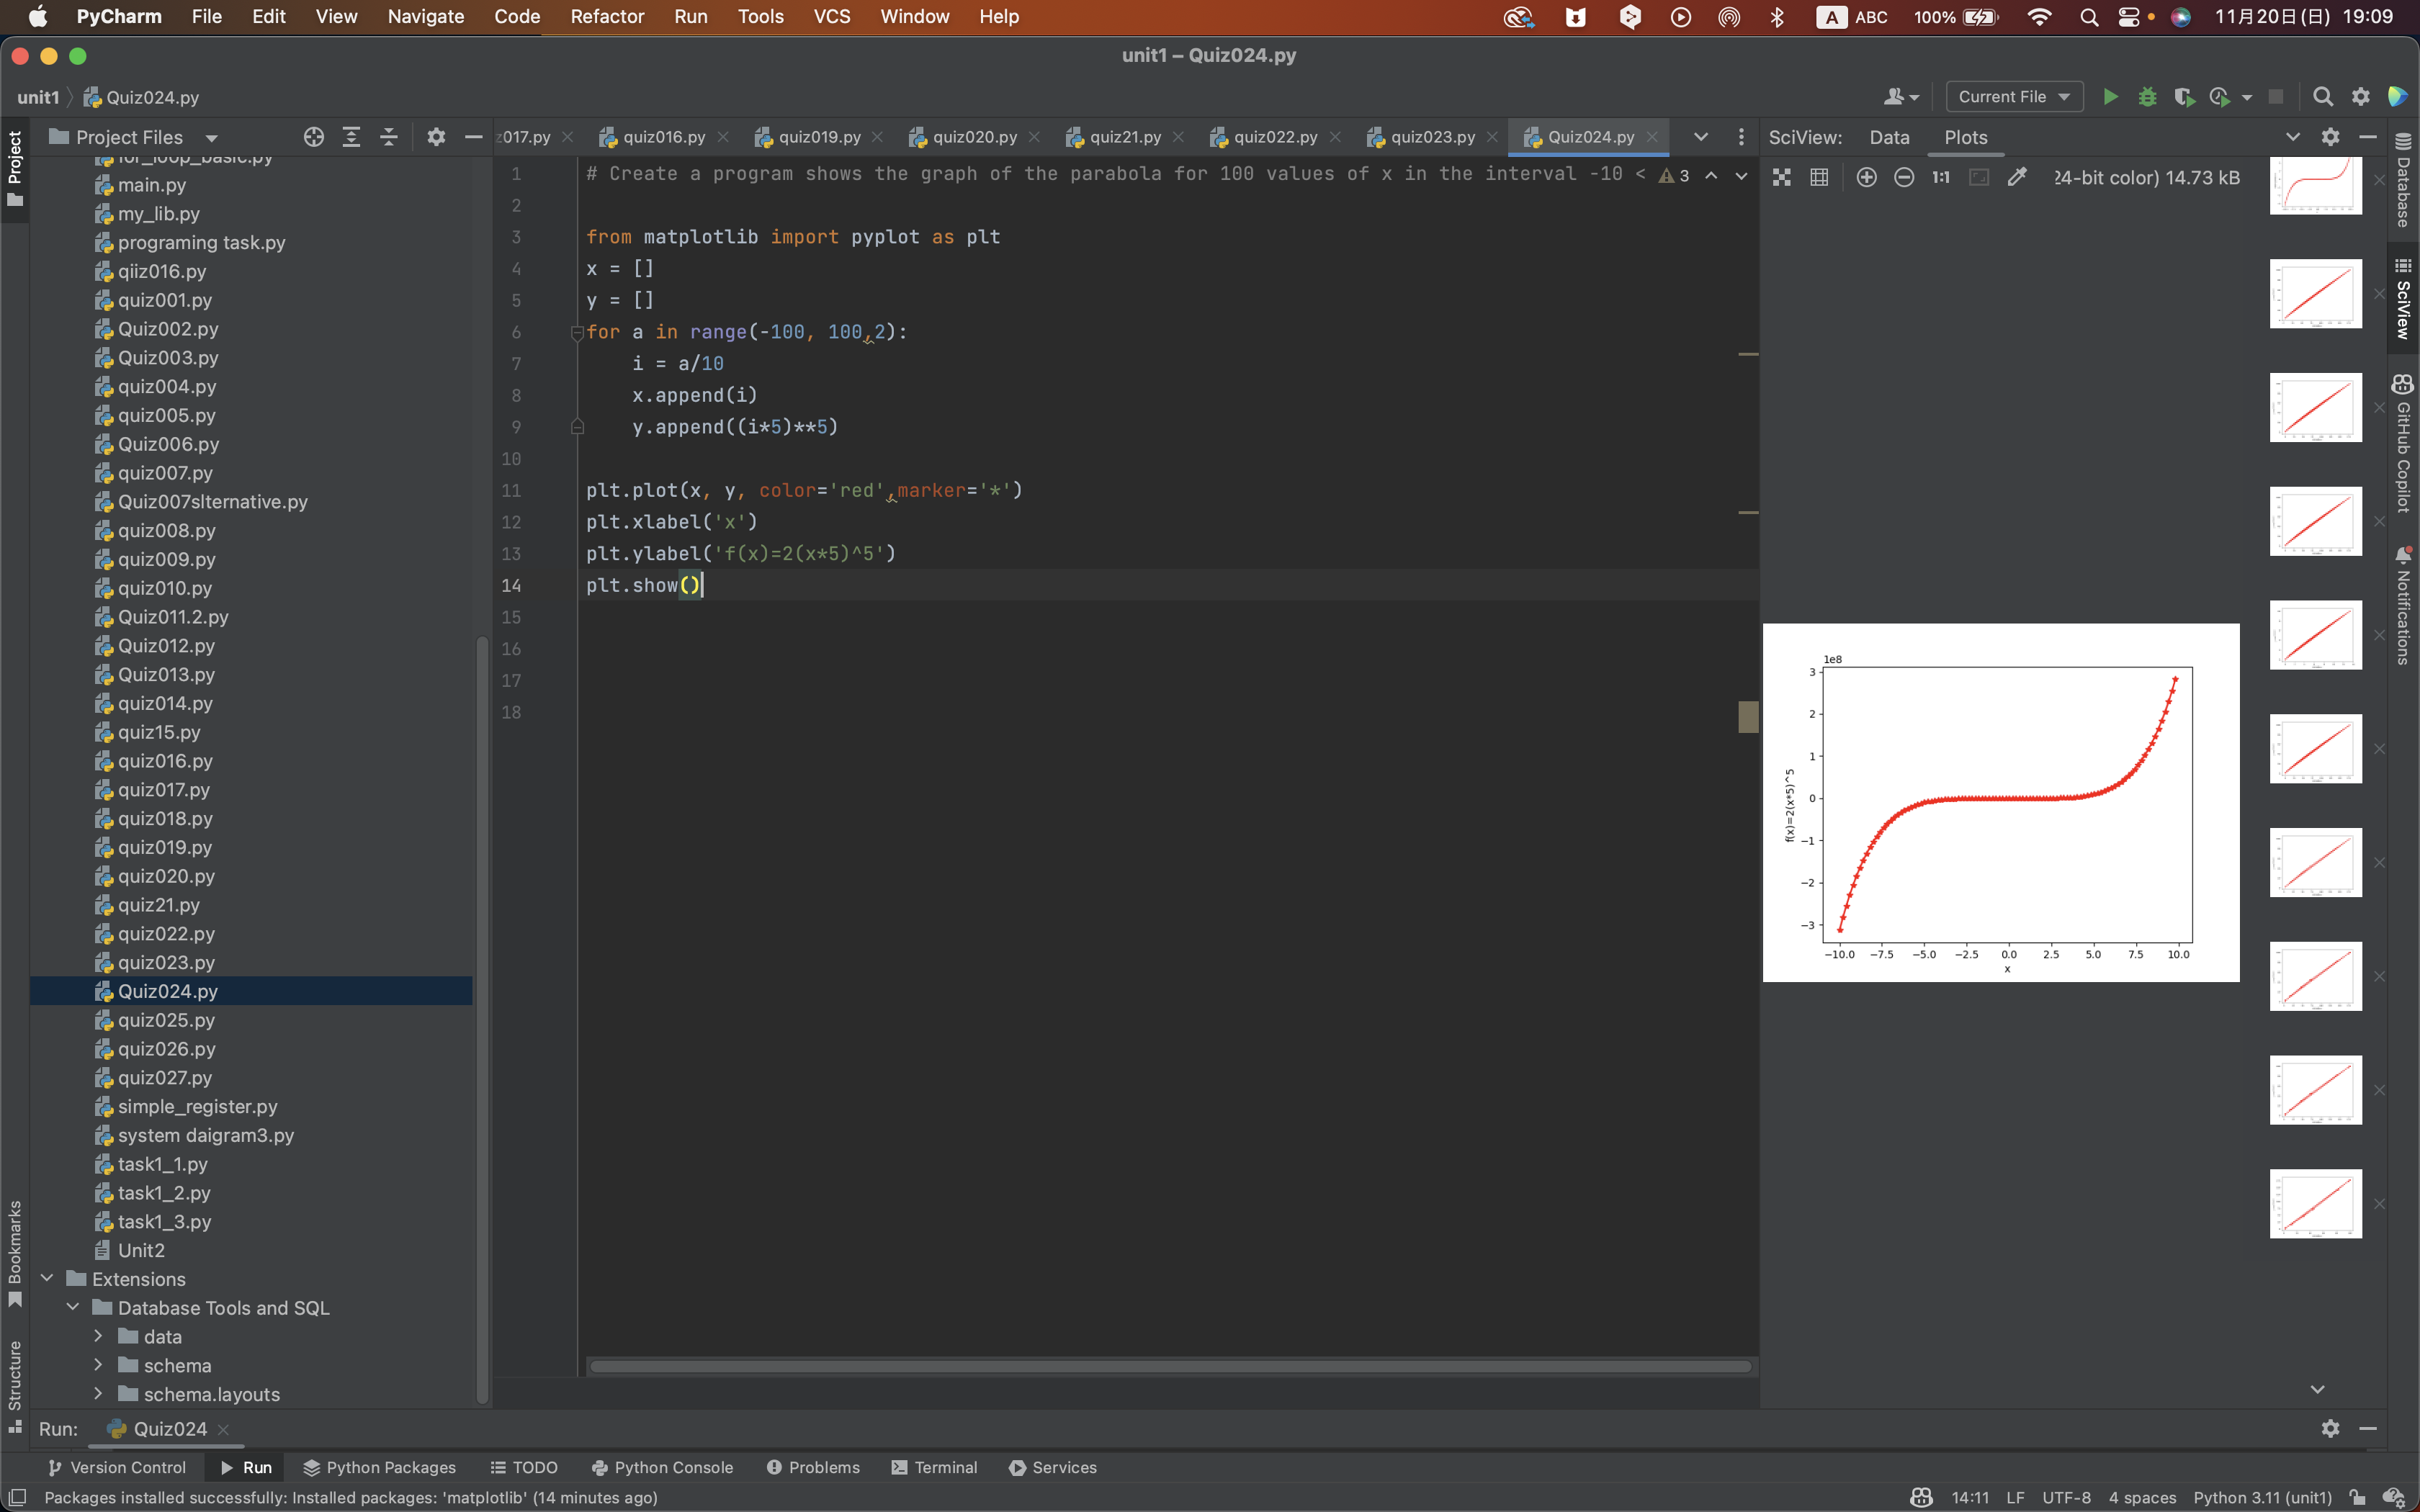 PyCharm File Edit View Navigate Code Refactor Run Tools VCS Window Help A ABC 100% 11月20日(日) 19:09
unit1 – Quiz024.py
unit1 Quiz024.py Current File
Project Project Files z017.py quiz016.py quiz019.py quiz020.py quiz21.py quiz022.py quiz023.py Quiz024.py SciView: Data Plots
for_loop_basic.py
main.py
my_lib.py
programing task.py
qiiz016.py
quiz001.py
Quiz002.py
Quiz003.py
quiz004.py
quiz005.py
Quiz006.py
quiz007.py
Quiz007slternative.py
quiz008.py
quiz009.py
quiz010.py
Quiz011.2.py
Quiz012.py
Quiz013.py
quiz014.py
quiz15.py
quiz016.py
quiz017.py
quiz018.py
quiz019.py
quiz020.py
quiz21.py
quiz022.py
quiz023.py
Quiz024.py
quiz025.py
quiz026.py
quiz027.py
simple_register.py
system daigram3.py
task1_1.py
task1_2.py
task1_3.py
Unit2
Extensions
Database Tools and SQL
data
schema
schema.layouts
Bookmarks
Structure
1 # Create a program shows the graph of the parabola for 100 values of x in the interval -10 < 3
2
3 from matplotlib import pyplot as plt
4 x = []
5 y = []
6 for a in range(-100, 100,2):
7 i = a/10
8 x.append(i)
9 y.append((i*5)**5)
10
11 plt.plot(x, y, color='red',marker='*')
12 plt.xlabel('x')
13 plt.ylabel('f(x)=2(x*5)^5')
14 plt.show()
15
16
17
18
1:1 24-bit color) 14.73 kB
1e8
3
2
1
0
−1
−2
−3
f(x)=2(x*5)^5
−10.0 −7.5 −5.0 −2.5 0.0 2.5 5.0 7.5 10.0
x
Database
SciView
GitHub Copilot
Notifications
Run: Quiz024
Version Control Run Python Packages TODO Python Console Problems Terminal Services
Packages installed successfully: Installed packages: 'matplotlib' (14 minutes ago) 14:11 LF UTF-8 4 spaces Python 3.11 (unit1)